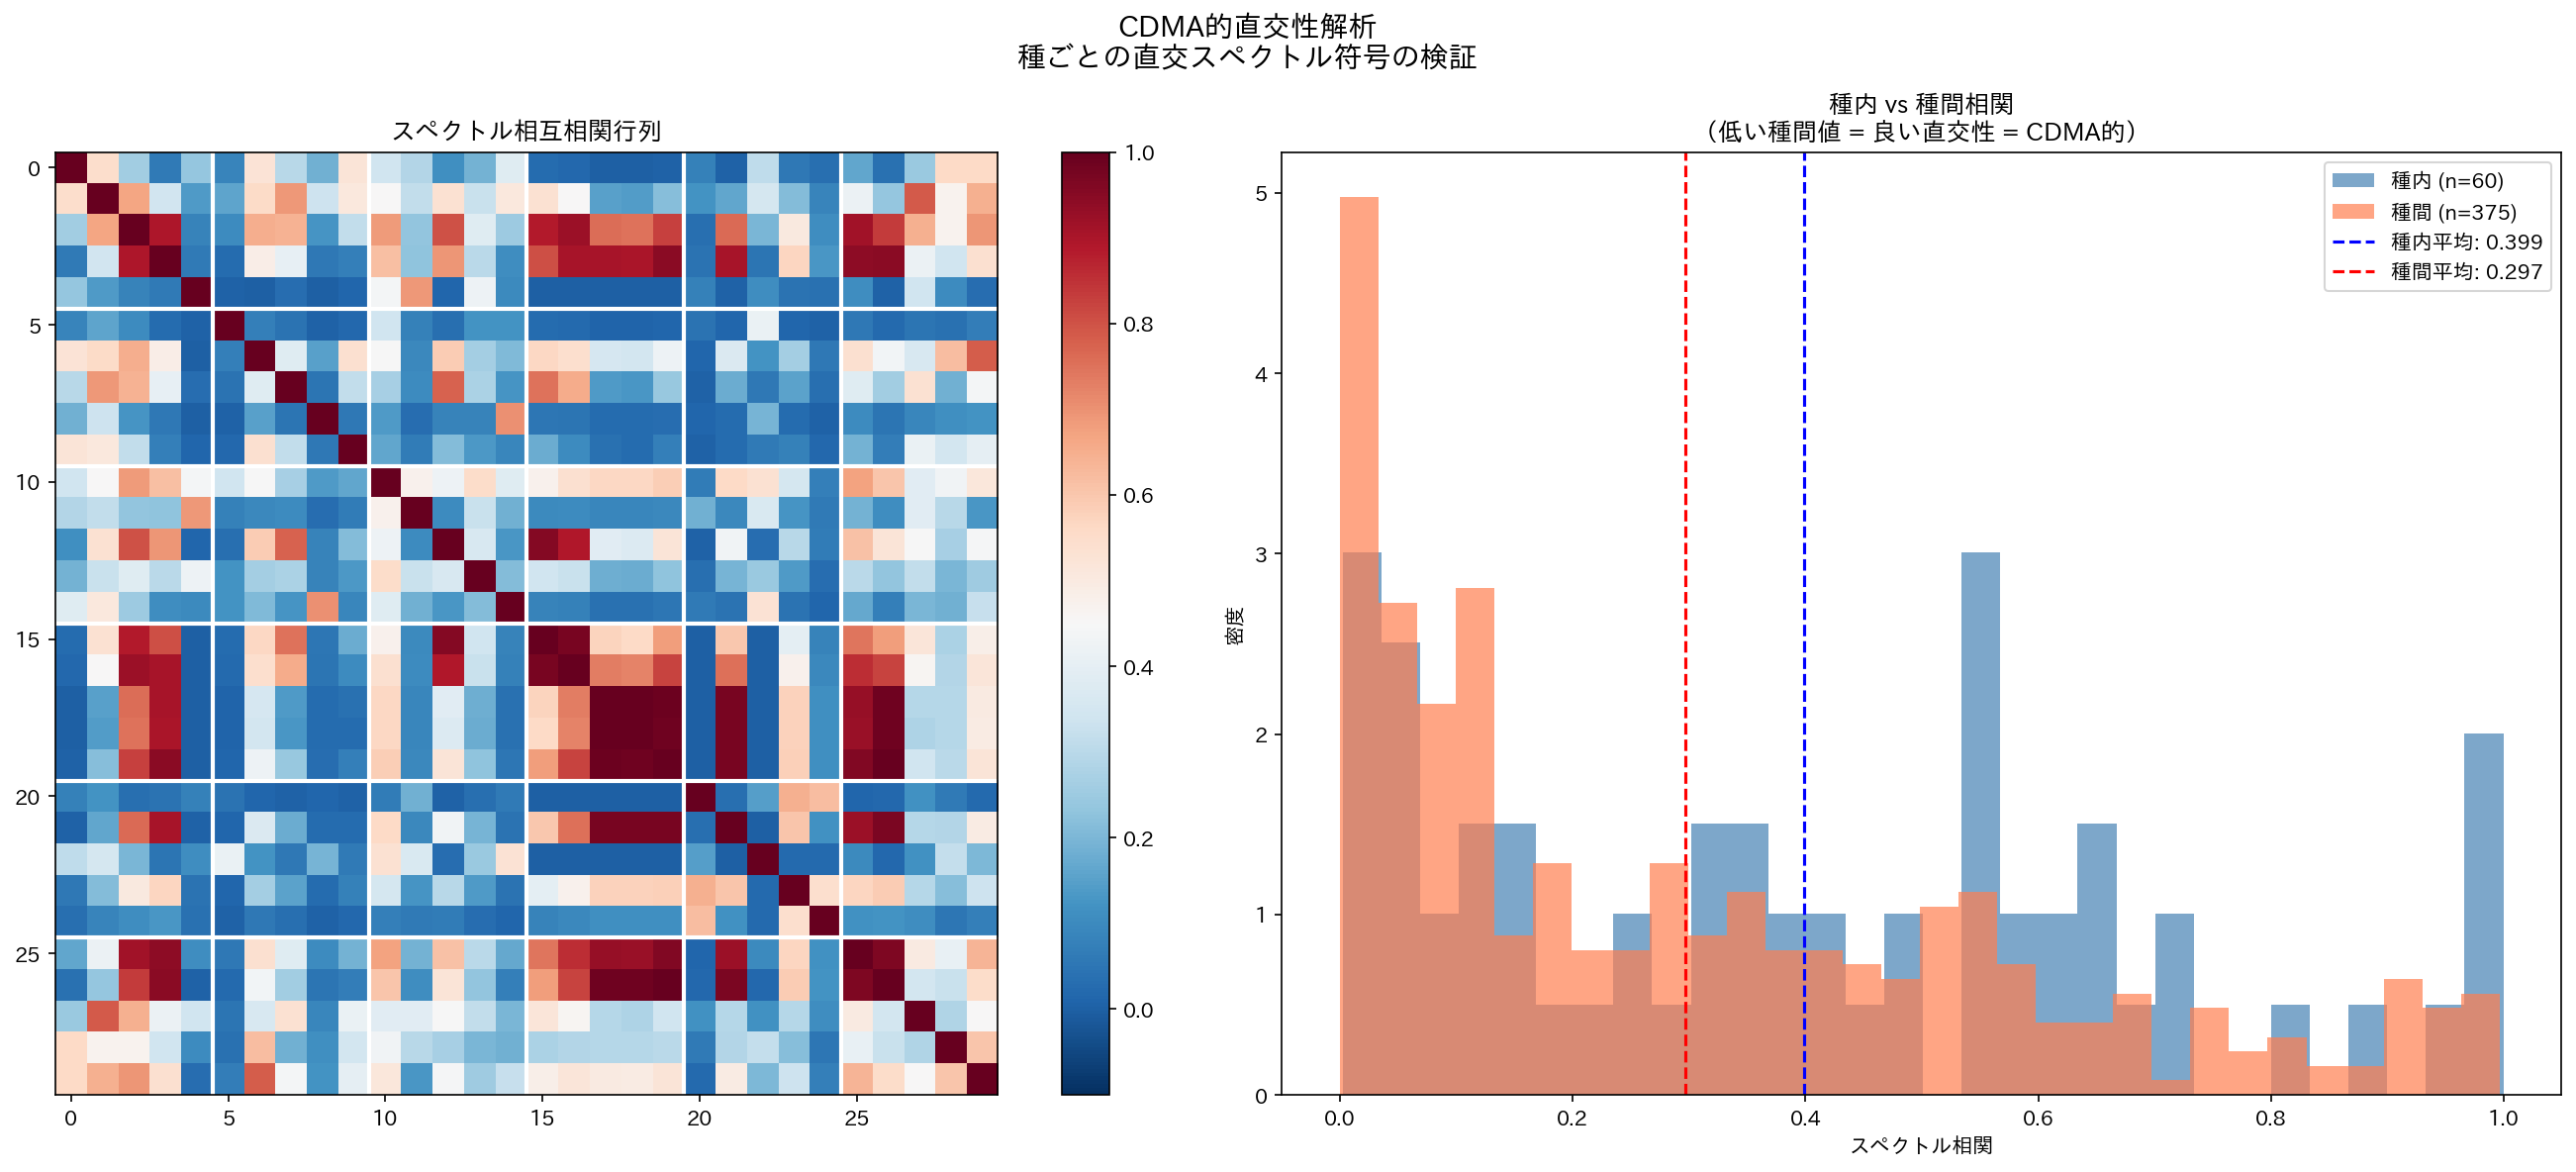 CDMA的直交性解析
種ごとの直交スペクトル符号の検証
スペクトル相互相関行列
0
5
10
15
20
25
0
5
10
15
20
25
1.0
0.8
0.6
0.4
0.2
0.0
種内 vs 種間相関
（低い種間値 = 良い直交性 = CDMA的）
密度
5
4
3
2
1
0
0.0
0.2
0.4
0.6
0.8
1.0
スペクトル相関
種内 (n=60)
種間 (n=375)
種内平均: 0.399
種間平均: 0.297